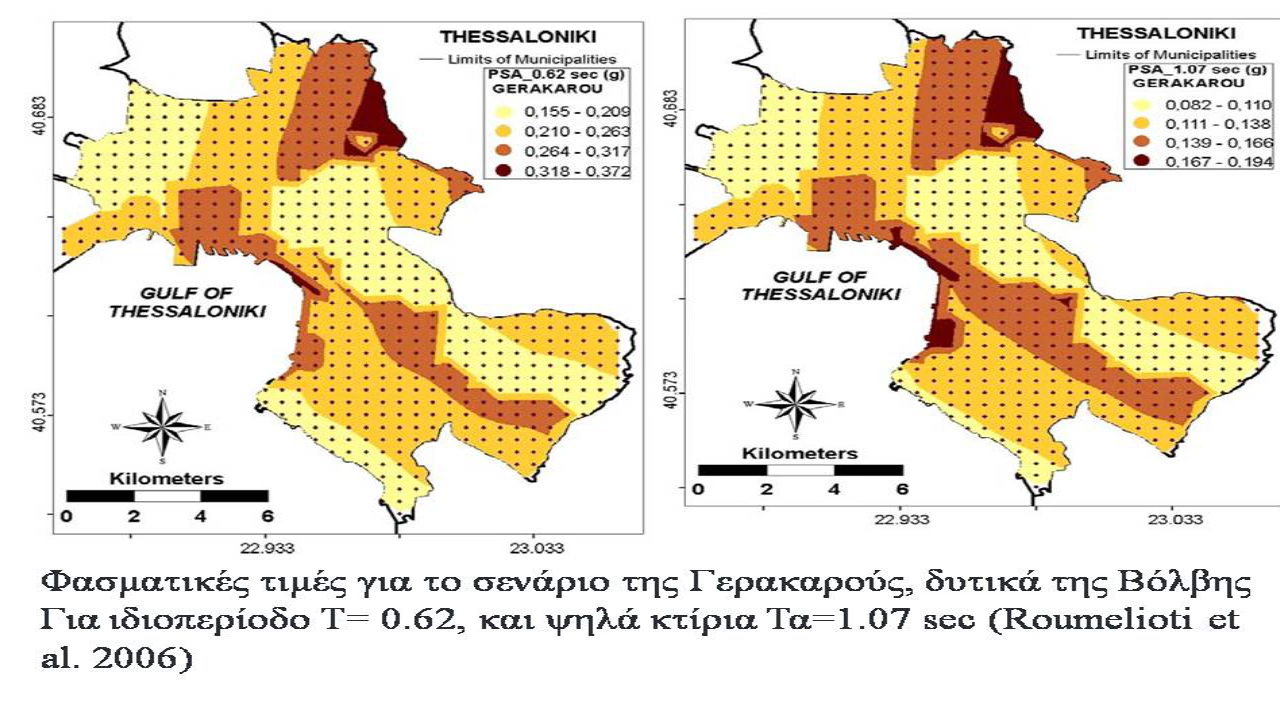 THESSALONIKI
Limits of Municipalities
PSA_0.62 sec (g)
GERAKAROU
0,155 - 0,209
0,210 - 0,263
0,264 - 0,317
0,318 - 0,372
40.683
40.573
GULF OF
THESSALONIKI
N
W E
S
Kilometers
0 2 4 6
22.933 23.033
THESSALONIKI
Limits of Municipalities
PSA_1.07 sec (g)
GERAKAROU
0,082 - 0,110
0,111 - 0,138
0,139 - 0,166
0,167 - 0,194
40.683
40.573
GULF OF
THESSALONIKI
N
W E
S
Kilometers
0 2 4 6
22.933 23.033
Φασματικές τιμές για το σενάριο της Γερακαρούς, δυτικά της Βόλβης
Για ιδιοπερίοδο Τ= 0.62, και ψηλά κτίρια Τα=1.07 sec (Roumelioti et
al. 2006)